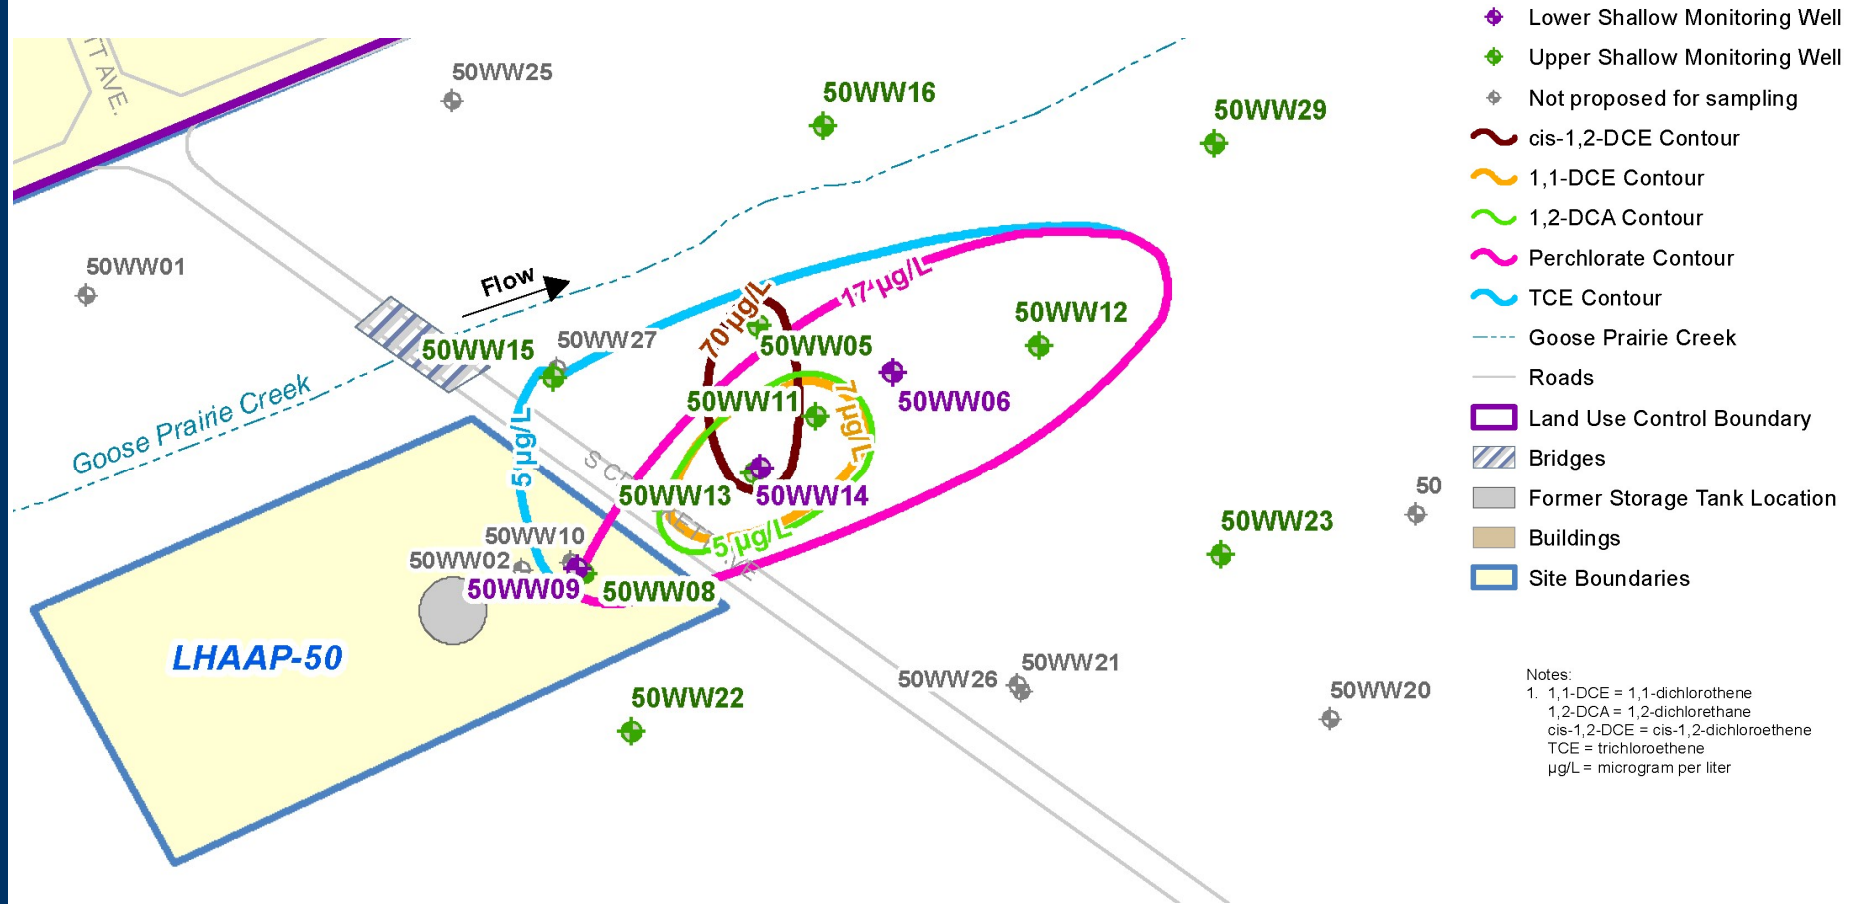 TT AVE.
50WW25
50WW16
50WW29
50WW01
Flow
17 µg/L
70 µg/L
50WW12
50WW27
50WW15
50WW05
50WW06
50WW11
7 µg/L
Goose Prairie Creek
5 µg/L
50WW13
50WW14
50
50WW23
5 µg/L
50WW10
50WW02
50WW09
50WW08
LHAAP-50
50WW22
50WW26
50WW21
50WW20
Lower Shallow Monitoring Well
Upper Shallow Monitoring Well
Not proposed for sampling
cis-1,2-DCE Contour
1,1-DCE Contour
1,2-DCA Contour
Perchlorate Contour
TCE Contour
Goose Prairie Creek
Roads
Land Use Control Boundary
Bridges
Former Storage Tank Location
Buildings
Site Boundaries
Notes:
1. 1,1-DCE = 1,1-dichlorothene
1,2-DCA = 1,2-dichlorethane
cis-1,2-DCE = cis-1,2-dichloroethene
TCE = trichloroethene
µg/L = microgram per liter